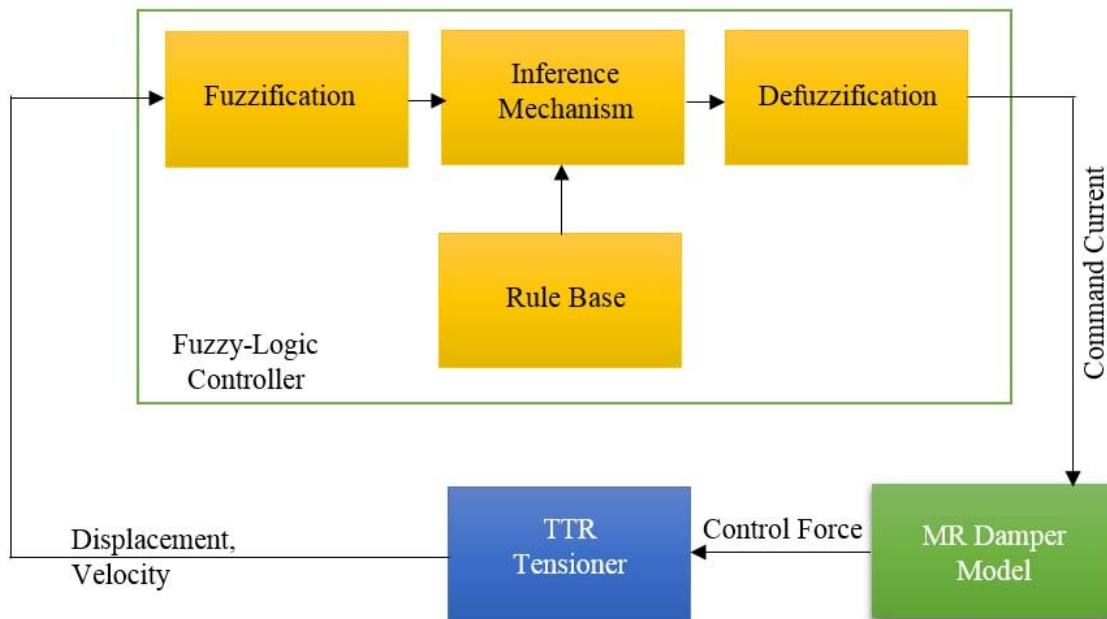 Fuzzification
Inference
Mechanism
Defuzzification
Rule Base
Fuzzy-Logic
Controller
Command Current
Displacement,
Velocity
TTR
Tensioner
Control Force
MR Damper
Model